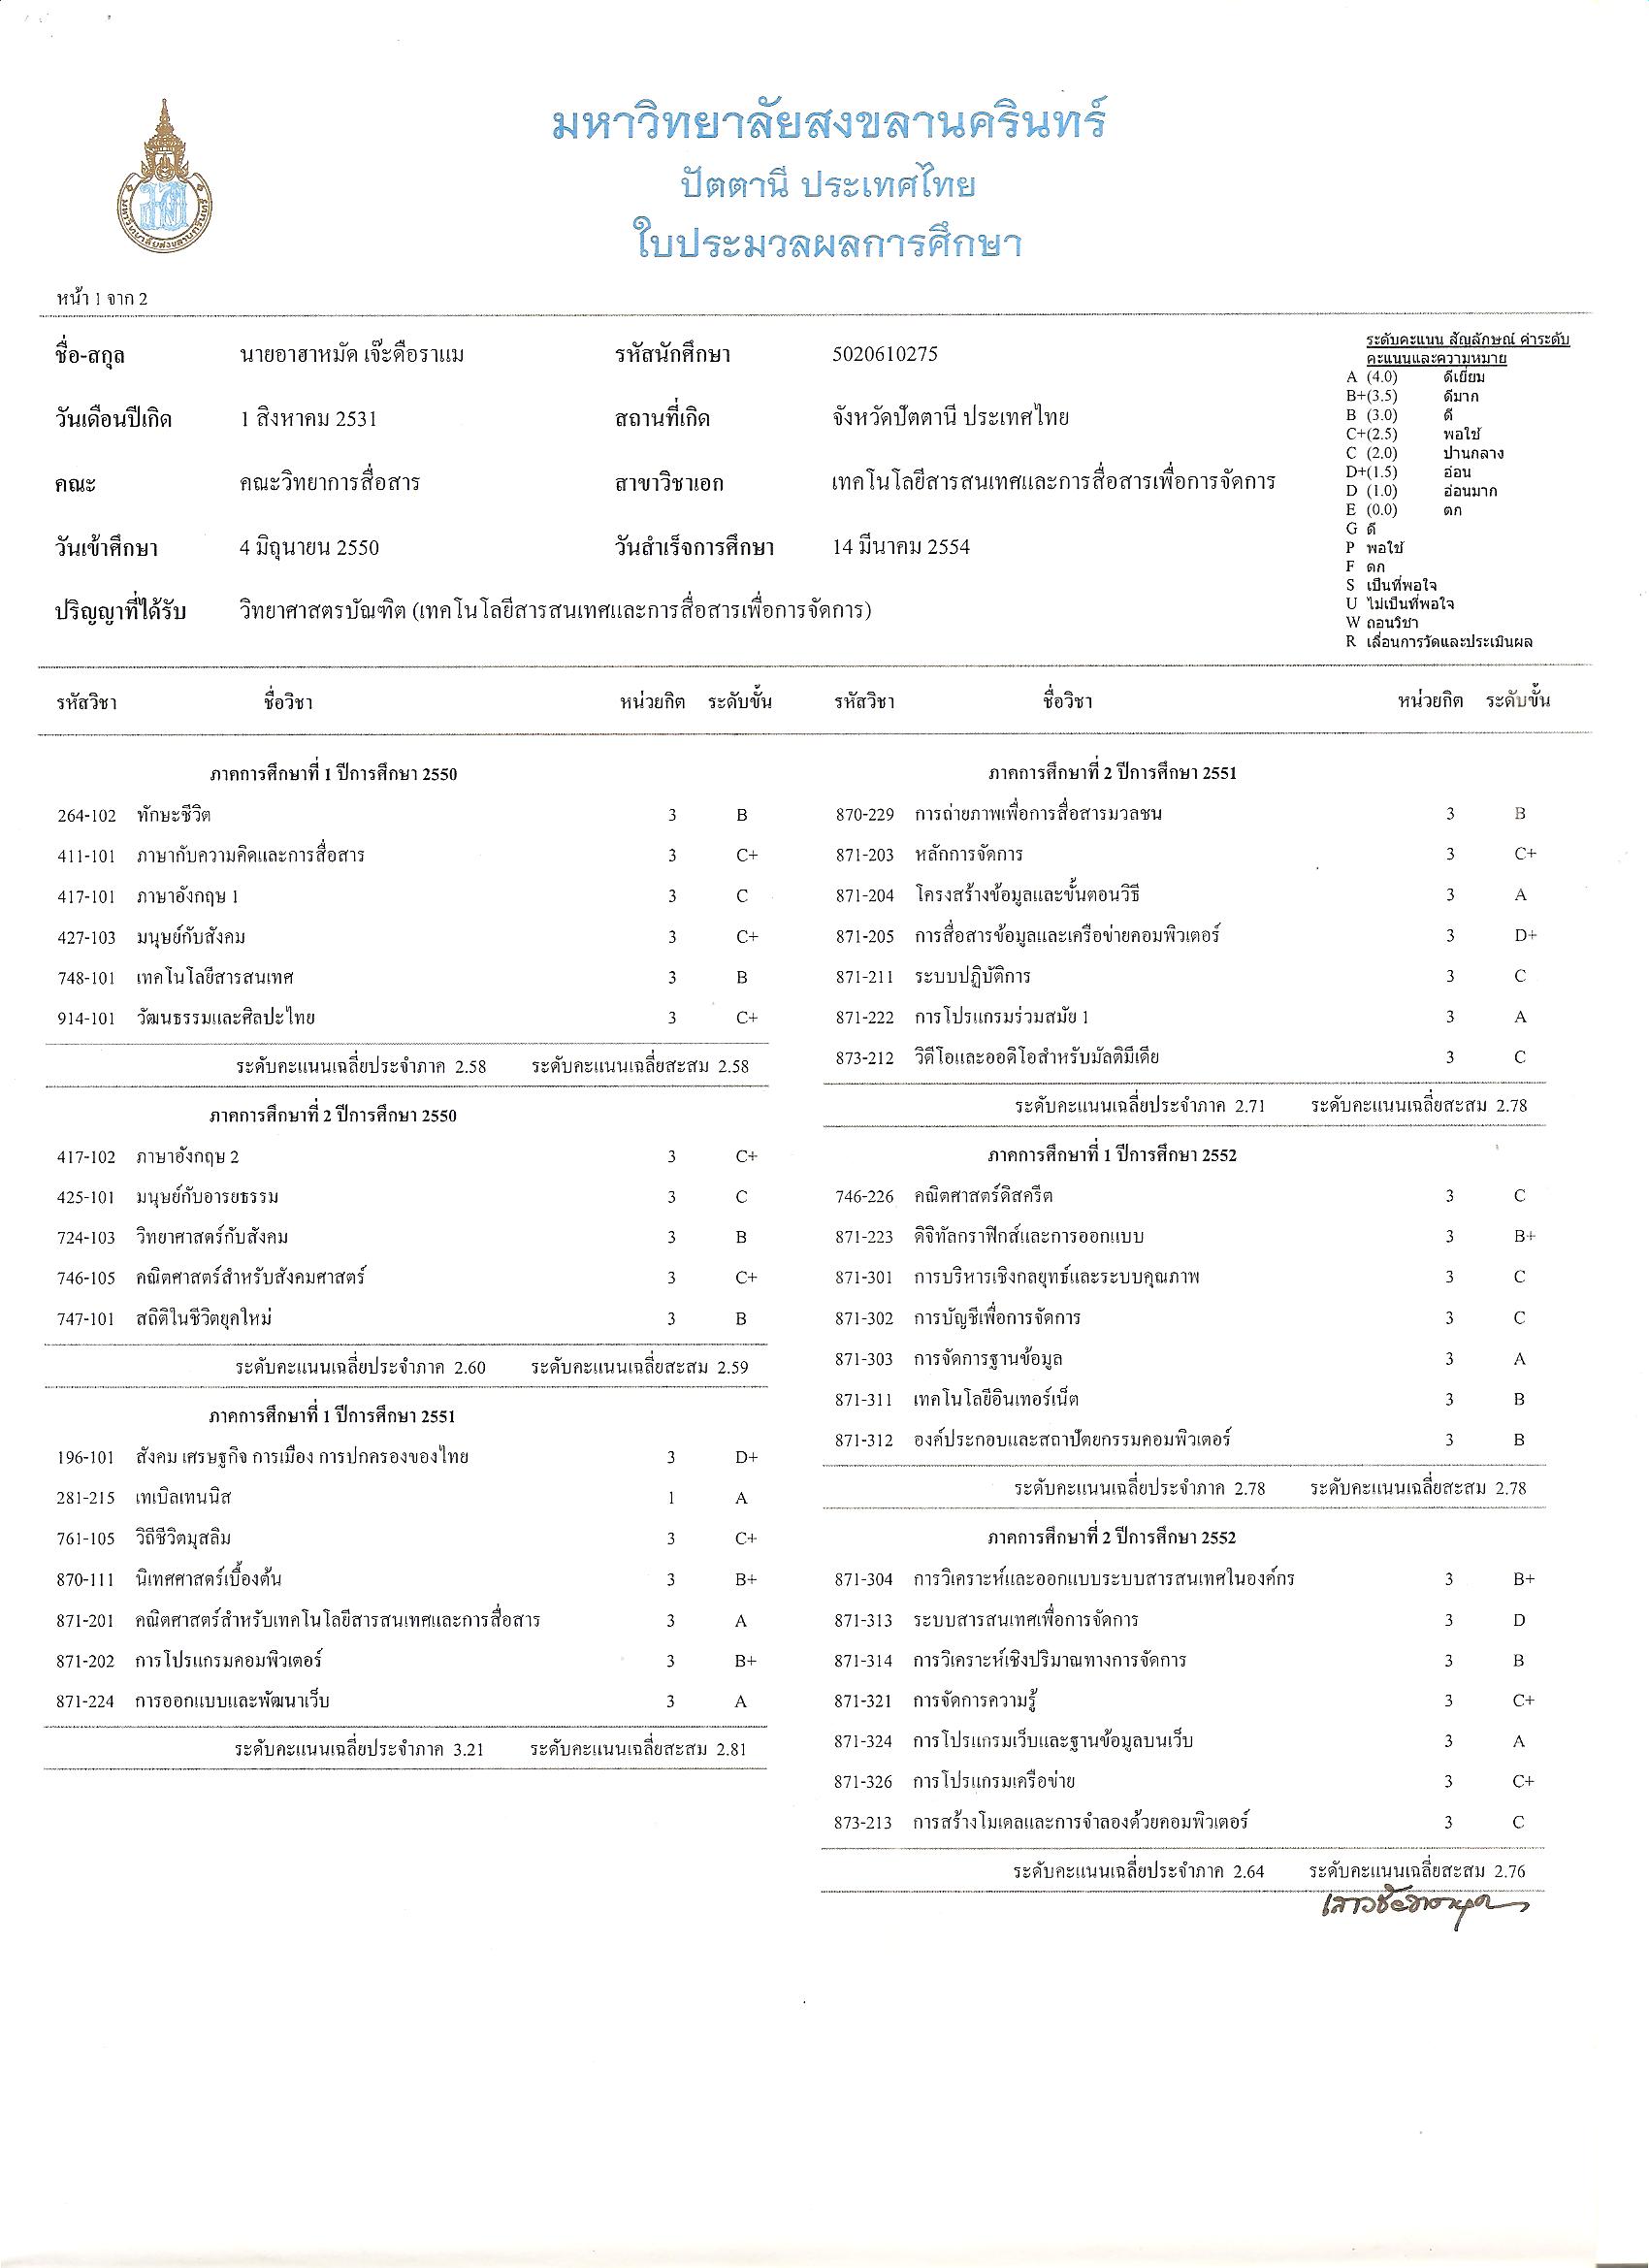 มหาวิทยาลัยสงขลานครินทร์
ปัตตานี ประเทศไทย
ใบประมวลผลการศึกษา
มหาวิทยาลัยสงขลานครินทร์
หน้า 1 จาก 2
ชื่อ-สกุล นายอาฮาหมัด เจ๊ะดือราแม รหัสนักศึกษา 5020610275
วันเดือนปีเกิด 1 สิงหาคม 2531 สถานที่เกิด จังหวัดปัตตานี ประเทศไทย
คณะ คณะวิทยาการสื่อสาร สาขาวิชาเอก เทคโนโลยีสารสนเทศและการสื่อสารเพื่อการจัดการ
วันเข้าศึกษา 4 มิถุนายน 2550 วันสำเร็จการศึกษา 14 มีนาคม 2554
ปริญญาที่ได้รับ วิทยาศาสตรบัณฑิต (เทคโนโลยีสารสนเทศและการสื่อสารเพื่อการจัดการ)
ระดับคะแนน สัญลักษณ์ ค่าระดับ
คะแนนและความหมาย
A (4.0) ดีเยี่ยม
B+(3.5) ดีมาก
B (3.0) ดี
C+(2.5) พอใช้
C (2.0) ปานกลาง
D+(1.5) อ่อน
D (1.0) อ่อนมาก
E (0.0) ตก
G ดี
P พอใช้
F ตก
S เป็นที่พอใจ
U ไม่เป็นที่พอใจ
W ถอนวิชา
R เลื่อนการวัดและประเมินผล
รหัสวิชา ชื่อวิชา หน่วยกิต ระดับขั้น
ภาคการศึกษาที่ 1 ปีการศึกษา 2550
264-102 ทักษะชีวิต 3 B
411-101 ภาษากับความคิดและการสื่อสาร 3 C+
417-101 ภาษาอังกฤษ 1 3 C
427-103 มนุษย์กับสังคม 3 C+
748-101 เทคโนโลยีสารสนเทศ 3 B
914-101 วัฒนธรรมและศิลปะไทย 3 C+
ระดับคะแนนเฉลี่ยประจำภาค 2.58 ระดับคะแนนเฉลี่ยสะสม 2.58
ภาคการศึกษาที่ 2 ปีการศึกษา 2550
417-102 ภาษาอังกฤษ 2 3 C+
425-101 มนุษย์กับอารยธรรม 3 C
724-103 วิทยาศาสตร์กับสังคม 3 B
746-105 คณิตศาสตร์สำหรับสังคมศาสตร์ 3 C+
747-101 สถิติในชีวิตยุคใหม่ 3 B
ระดับคะแนนเฉลี่ยประจำภาค 2.60 ระดับคะแนนเฉลี่ยสะสม 2.59
ภาคการศึกษาที่ 1 ปีการศึกษา 2551
196-101 สังคม เศรษฐกิจ การเมือง การปกครองของไทย 3 D+
281-215 เทเบิลเทนนิส 1 A
761-105 วิถีชีวิตมุสลิม 3 C+
870-111 นิเทศศาสตร์เบื้องต้น 3 B+
871-201 คณิตศาสตร์สำหรับเทคโนโลยีสารสนเทศและการสื่อสาร 3 A
871-202 การโปรแกรมคอมพิวเตอร์ 3 B+
871-224 การออกแบบและพัฒนาเว็บ 3 A
ระดับคะแนนเฉลี่ยประจำภาค 3.21 ระดับคะแนนเฉลี่ยสะสม 2.81
รหัสวิชา ชื่อวิชา หน่วยกิต ระดับขั้น
ภาคการศึกษาที่ 2 ปีการศึกษา 2551
870-229 การถ่ายภาพเพื่อการสื่อสารมวลชน 3 B
871-203 หลักการจัดการ 3 C+
871-204 โครงสร้างข้อมูลและขั้นตอนวิธี 3 A
871-205 การสื่อสารข้อมูลและเครือข่ายคอมพิวเตอร์ 3 D+
871-211 ระบบปฏิบัติการ 3 C
871-222 การโปรแกรมร่วมสมัย 1 3 A
873-212 วิดีโอและออดิโอสำหรับมัลติมีเดีย 3 C
ระดับคะแนนเฉลี่ยประจำภาค 2.71 ระดับคะแนนเฉลี่ยสะสม 2.78
ภาคการศึกษาที่ 1 ปีการศึกษา 2552
746-226 คณิตศาสตร์ดิสครีต 3 C
871-223 ดิจิทัลกราฟิกส์และการออกแบบ 3 B+
871-301 การบริหารเชิงกลยุทธ์และระบบคุณภาพ 3 C
871-302 การบัญชีเพื่อการจัดการ 3 C
871-303 การจัดการฐานข้อมูล 3 A
871-311 เทคโนโลยีอินเทอร์เน็ต 3 B
871-312 องค์ประกอบและสถาปัตยกรรมคอมพิวเตอร์ 3 B
ระดับคะแนนเฉลี่ยประจำภาค 2.78 ระดับคะแนนเฉลี่ยสะสม 2.78
ภาคการศึกษาที่ 2 ปีการศึกษา 2552
871-304 การวิเคราะห์และออกแบบระบบสารสนเทศในองค์กร 3 B+
871-313 ระบบสารสนเทศเพื่อการจัดการ 3 D
871-314 การวิเคราะห์เชิงปริมาณทางการจัดการ 3 B
871-321 การจัดการความรู้ 3 C+
871-324 การโปรแกรมเว็บและฐานข้อมูลบนเว็บ 3 A
871-326 การโปรแกรมเครือข่าย 3 C+
873-213 การสร้างโมเดลและการจำลองด้วยคอมพิวเตอร์ 3 C
ระดับคะแนนเฉลี่ยประจำภาค 2.64 ระดับคะแนนเฉลี่ยสะสม 2.76